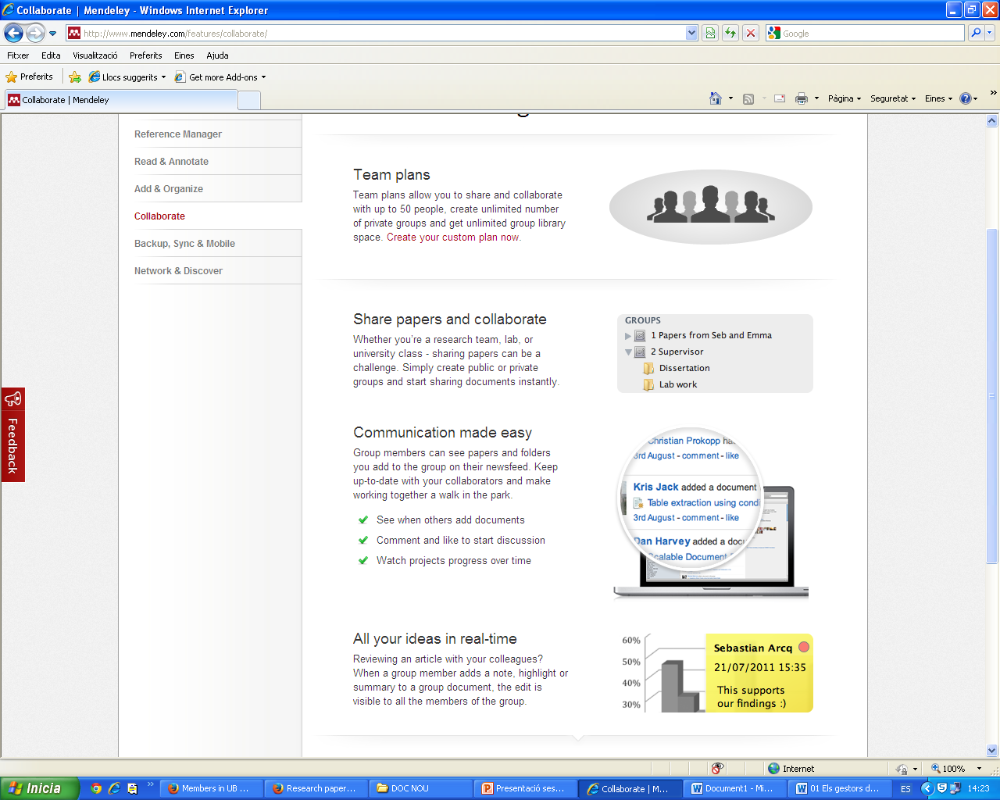 Collaborate | Mendeley - Windows Internet Explorer
http://www.mendeley.com/features/collaborate/
Google
Fitxer Edita Visualització Preferits Eines Ajuda
Preferits Llocs suggerits Get more Add-ons
Collaborate | Mendeley
Pàgina Seguretat Eines »
Reference Manager
Read & Annotate
Add & Organize
Collaborate
Backup, Sync & Mobile
Network & Discover
Feedback
Team plans
Team plans allow you to share and collaborate
with up to 50 people, create unlimited number
of private groups and get unlimited group library
space. Create your custom plan now.
Share papers and collaborate
Whether you're a research team, lab, or
university class - sharing papers can be a
challenge. Simply create public or private
groups and start sharing documents instantly.
GROUPS
1 Papers from Seb and Emma
2 Supervisor
Dissertation
Lab work
Communication made easy
Group members can see papers and folders
you add to the group on their newsfeed. Keep
up-to-date with your collaborators and make
working together a walk in the park.
See when others add documents
Comment and like to start discussion
Watch projects progress over time
Christian Prokopp has
3rd August - comment - like
Kris Jack added a document
Table extraction using condi
3rd August - comment - like
Dan Harvey added a docu
Scalable Document
All your ideas in real-time
Reviewing an article with your colleagues?
When a group member adds a note, highlight or
summary to a group document, the edit is
visible to all the members of the group.
60%
50%
40%
30%
Sebastian Arcq
21/07/2011 15:35
This supports
our findings :)
Internet 100%
Inicia » Members in UB ... Research paper... DOC NOU Presentació ses... Collaborate | M... Document1 - Mi... 01 Els gestors d... ES 14:23